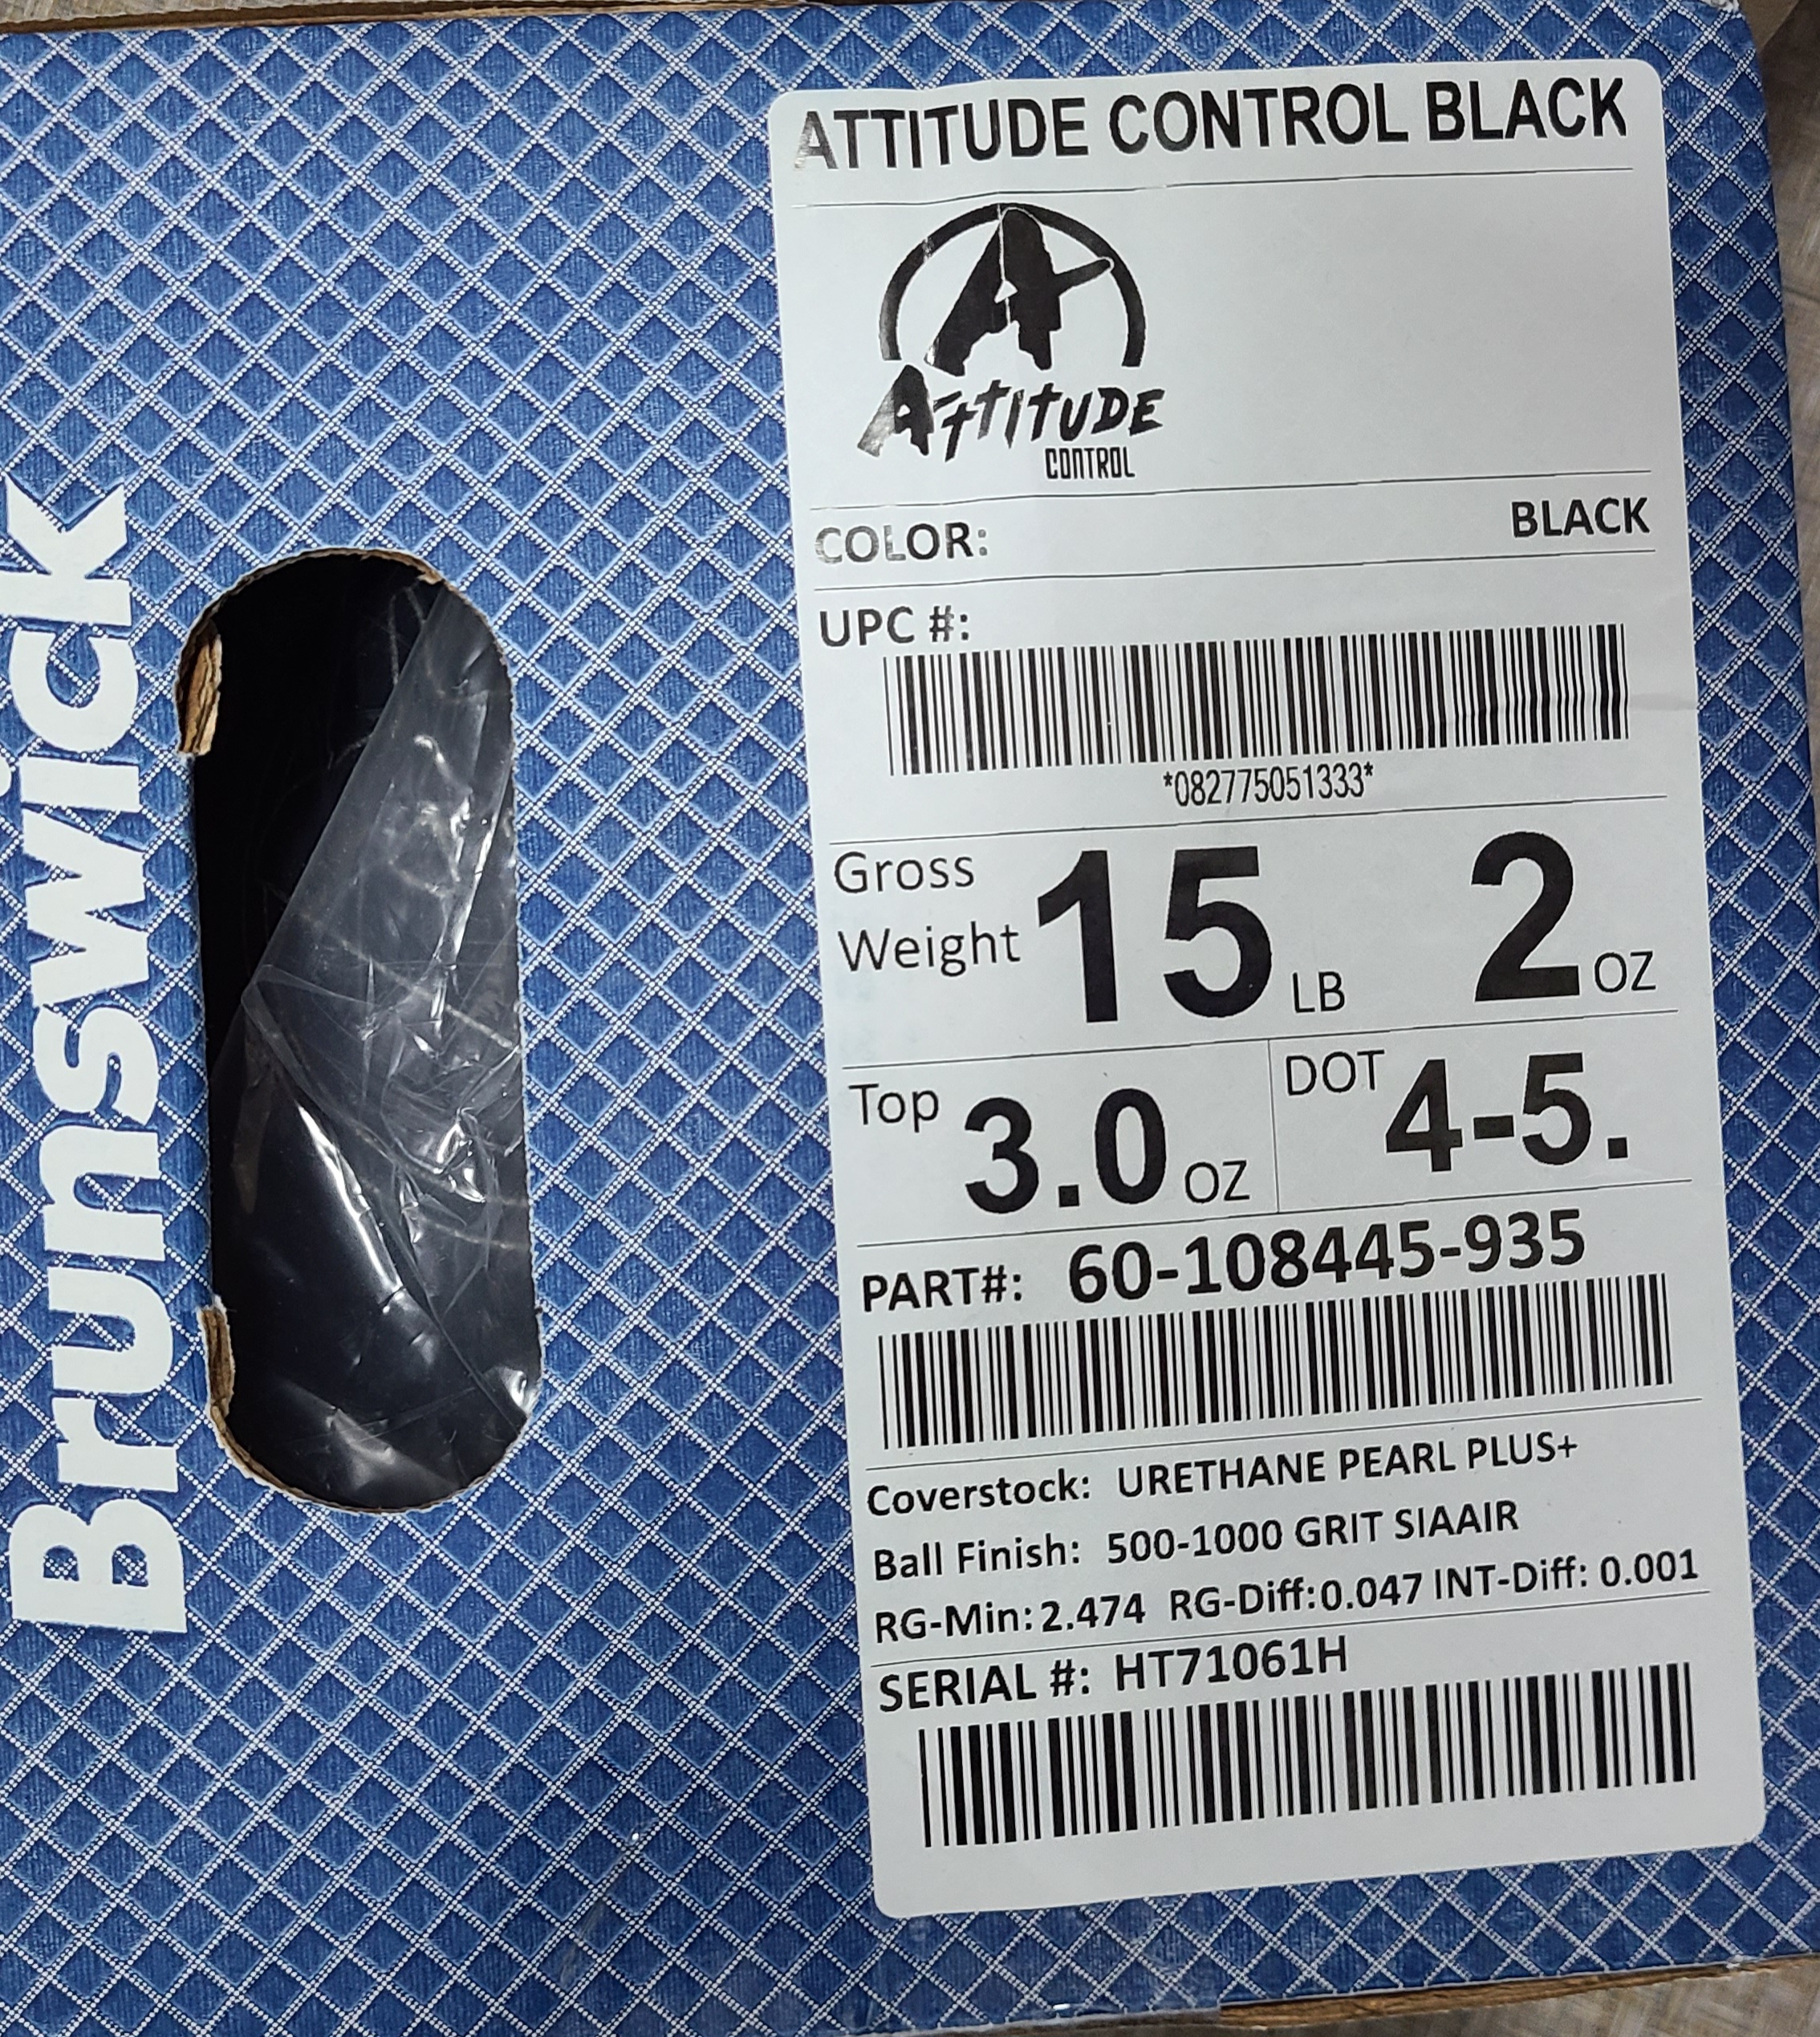 Brunswick
ATTITUDE CONTROL BLACK
A
ATTITUDE
CONTROL
COLOR: BLACK
UPC #:
*082775051333*
Gross Weight 15 LB 2 OZ
Top 3.0 OZ DOT 4-5.
PART#: 60-108445-935
Coverstock: URETHANE PEARL PLUS+
Ball Finish: 500-1000 GRIT SIAAIR
RG-Min: 2.474 RG-Diff:0.047 INT-Diff: 0.001
SERIAL #: HT71061H